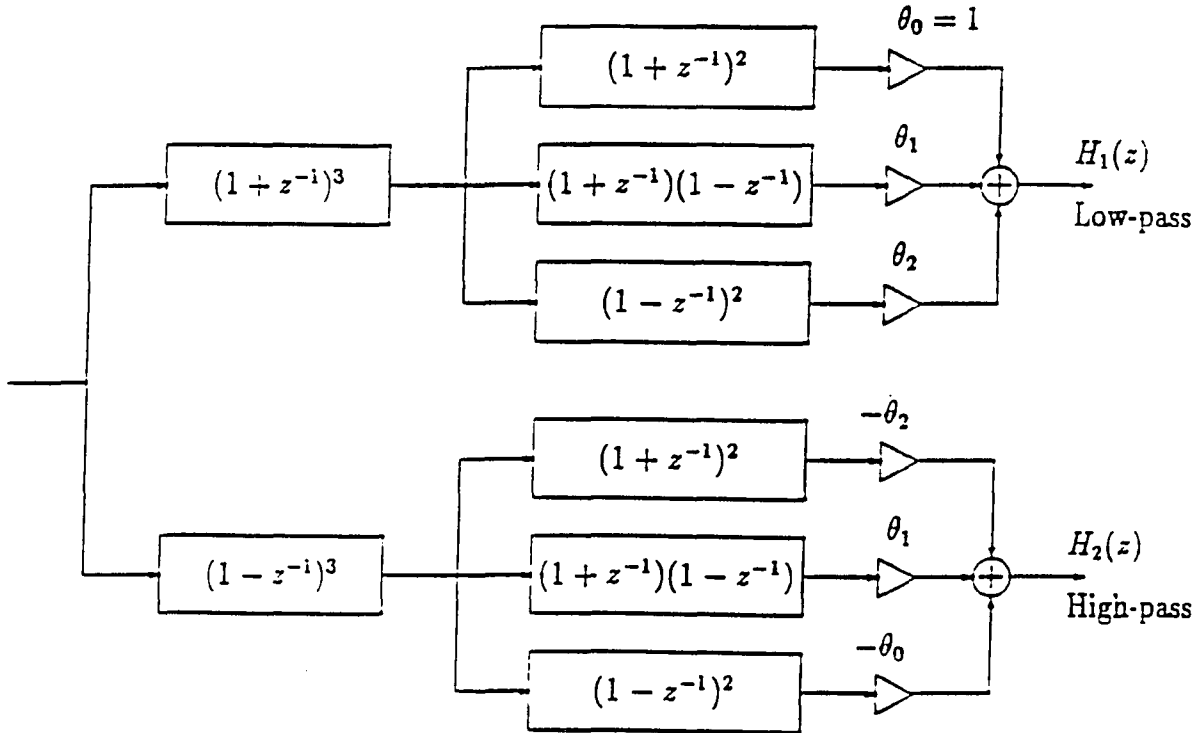 θ₀ = 1
(1 + z⁻¹)²
θ₁
H₁(z)
(1 + z⁻¹)³
(1 + z⁻¹)(1 − z⁻¹)
Low-pass
θ₂
(1 − z⁻¹)²
−θ₂
(1 + z⁻¹)²
θ₁
H₂(z)
(1 − z⁻¹)³
(1 + z⁻¹)(1 − z⁻¹)
High-pass
−θ₀
(1 − z⁻¹)²